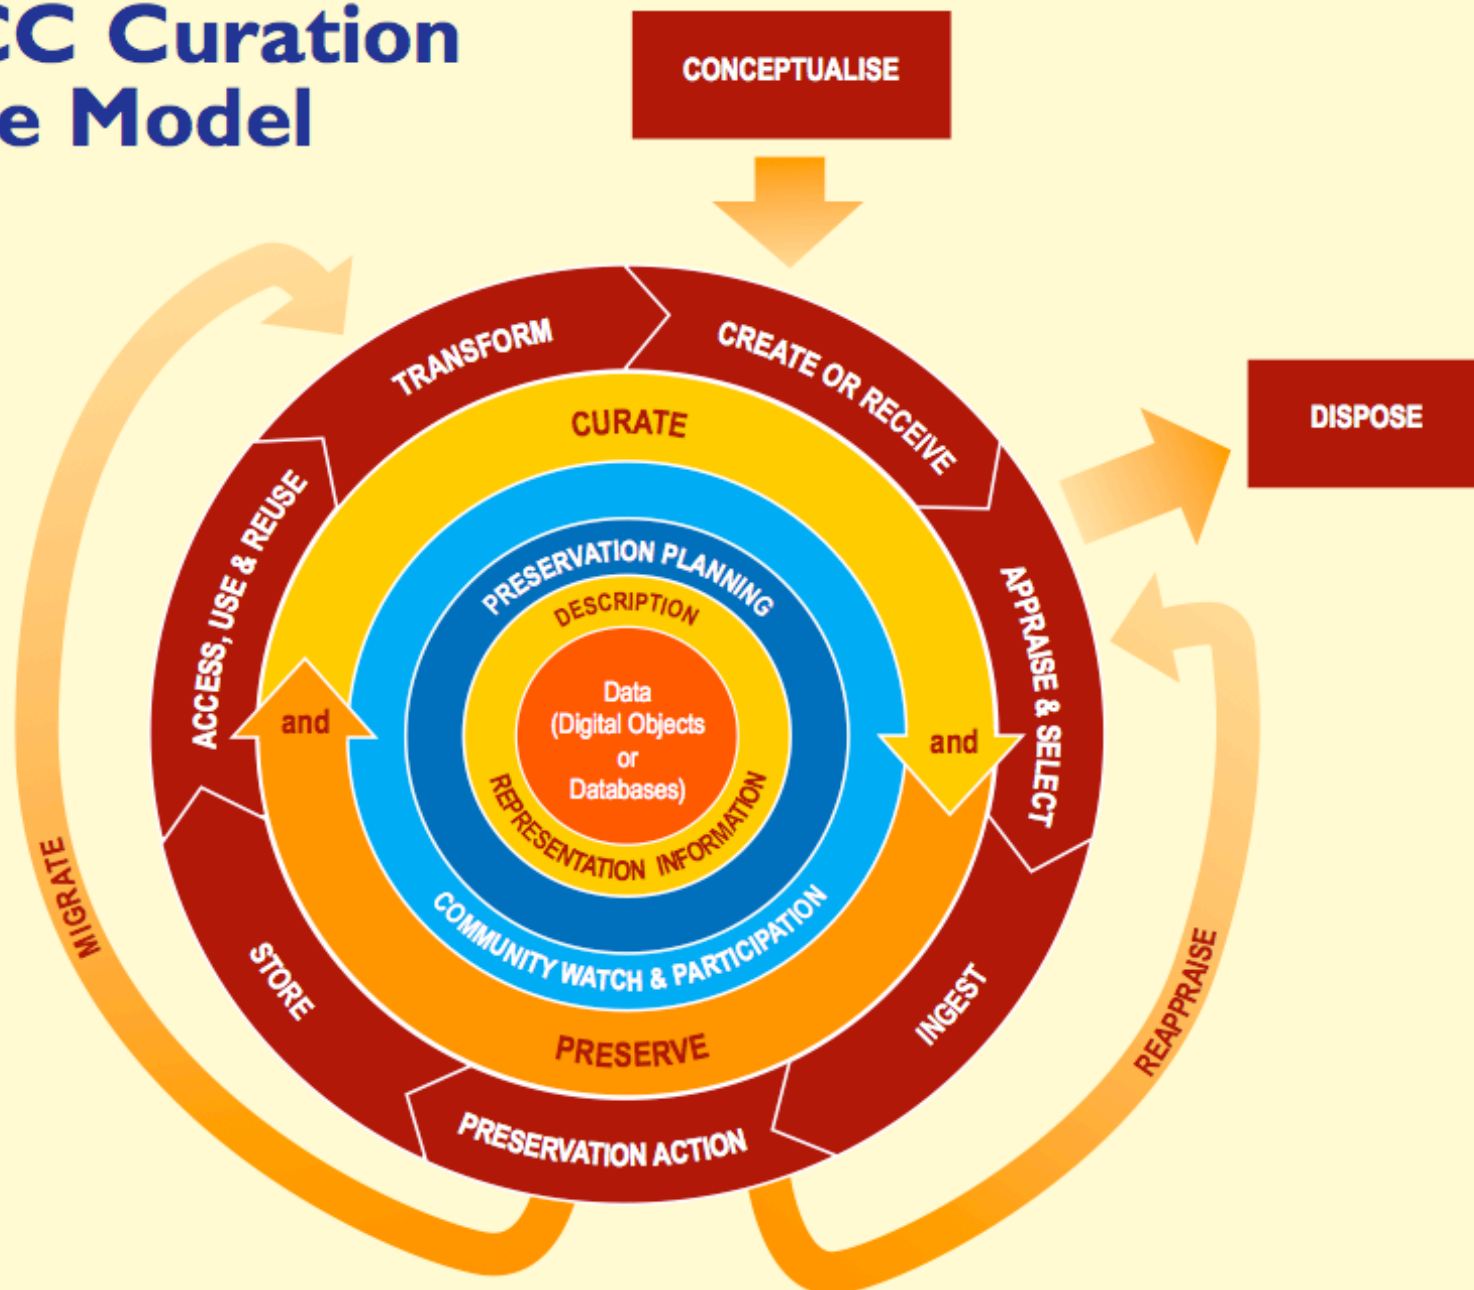 CC Curation
e Model
CONCEPTUALISE
DISPOSE
TRANSFORM
CREATE OR RECEIVE
APPRAISE & SELECT
INGEST
PRESERVATION ACTION
STORE
ACCESS, USE & REUSE
CURATE
and
PRESERVE
and
COMMUNITY WATCH & PARTICIPATION
PRESERVATION PLANNING
DESCRIPTION
REPRESENTATION INFORMATION
Data
(Digital Objects
or
Databases)
MIGRATE
REAPPRAISE